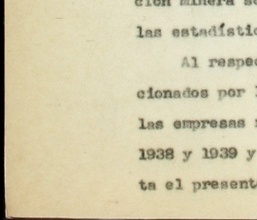 ción minera s
las estadístic
Al respec
cionados por l
las empresas
1938 y 1939 y
ta el present